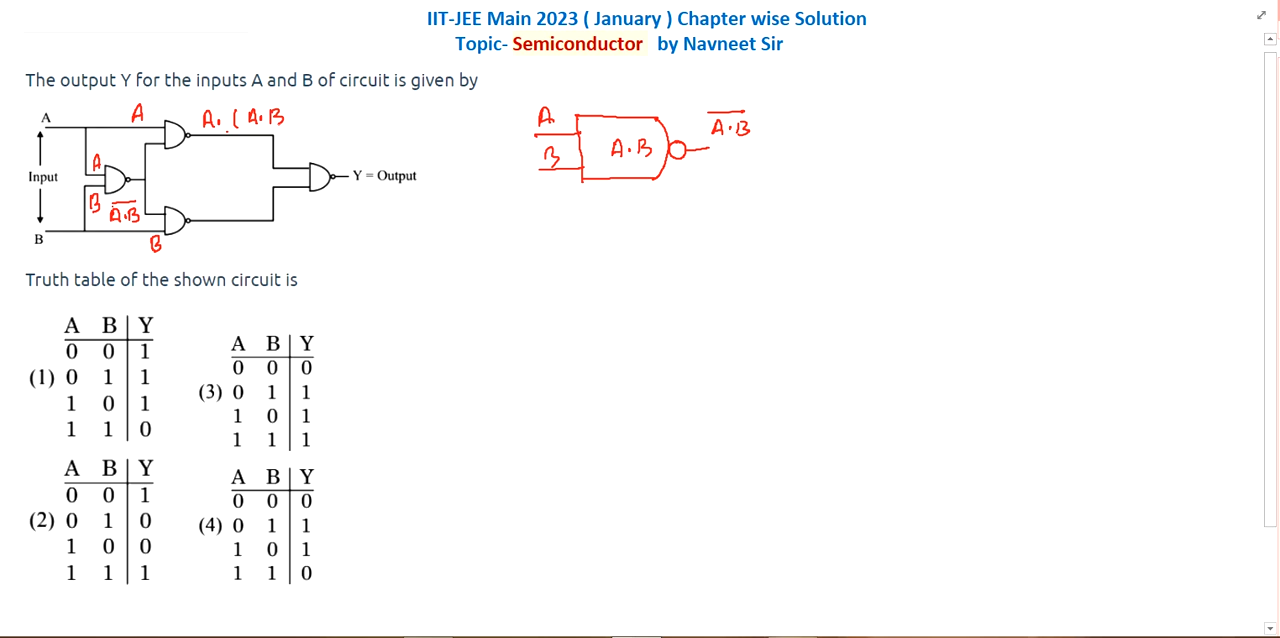 IIT-JEE Main 2023 ( January ) Chapter wise Solution
Topic- Semiconductor by Navneet Sir
The output Y for the inputs A and B of circuit is given by
A
A
A. ( A.B
A
Input
B
A.B
Y = Output
B
B
A
B
A.B
A.B
Truth table of the shown circuit is
A B Y
0 0 1
(1) 0 1 1
1 0 1
1 1 0
A B Y
0 0 0
(3) 0 1 1
1 0 1
1 1 1
A B Y
0 0 1
(2) 0 1 0
1 0 0
1 1 1
A B Y
0 0 0
(4) 0 1 1
1 0 1
1 1 0